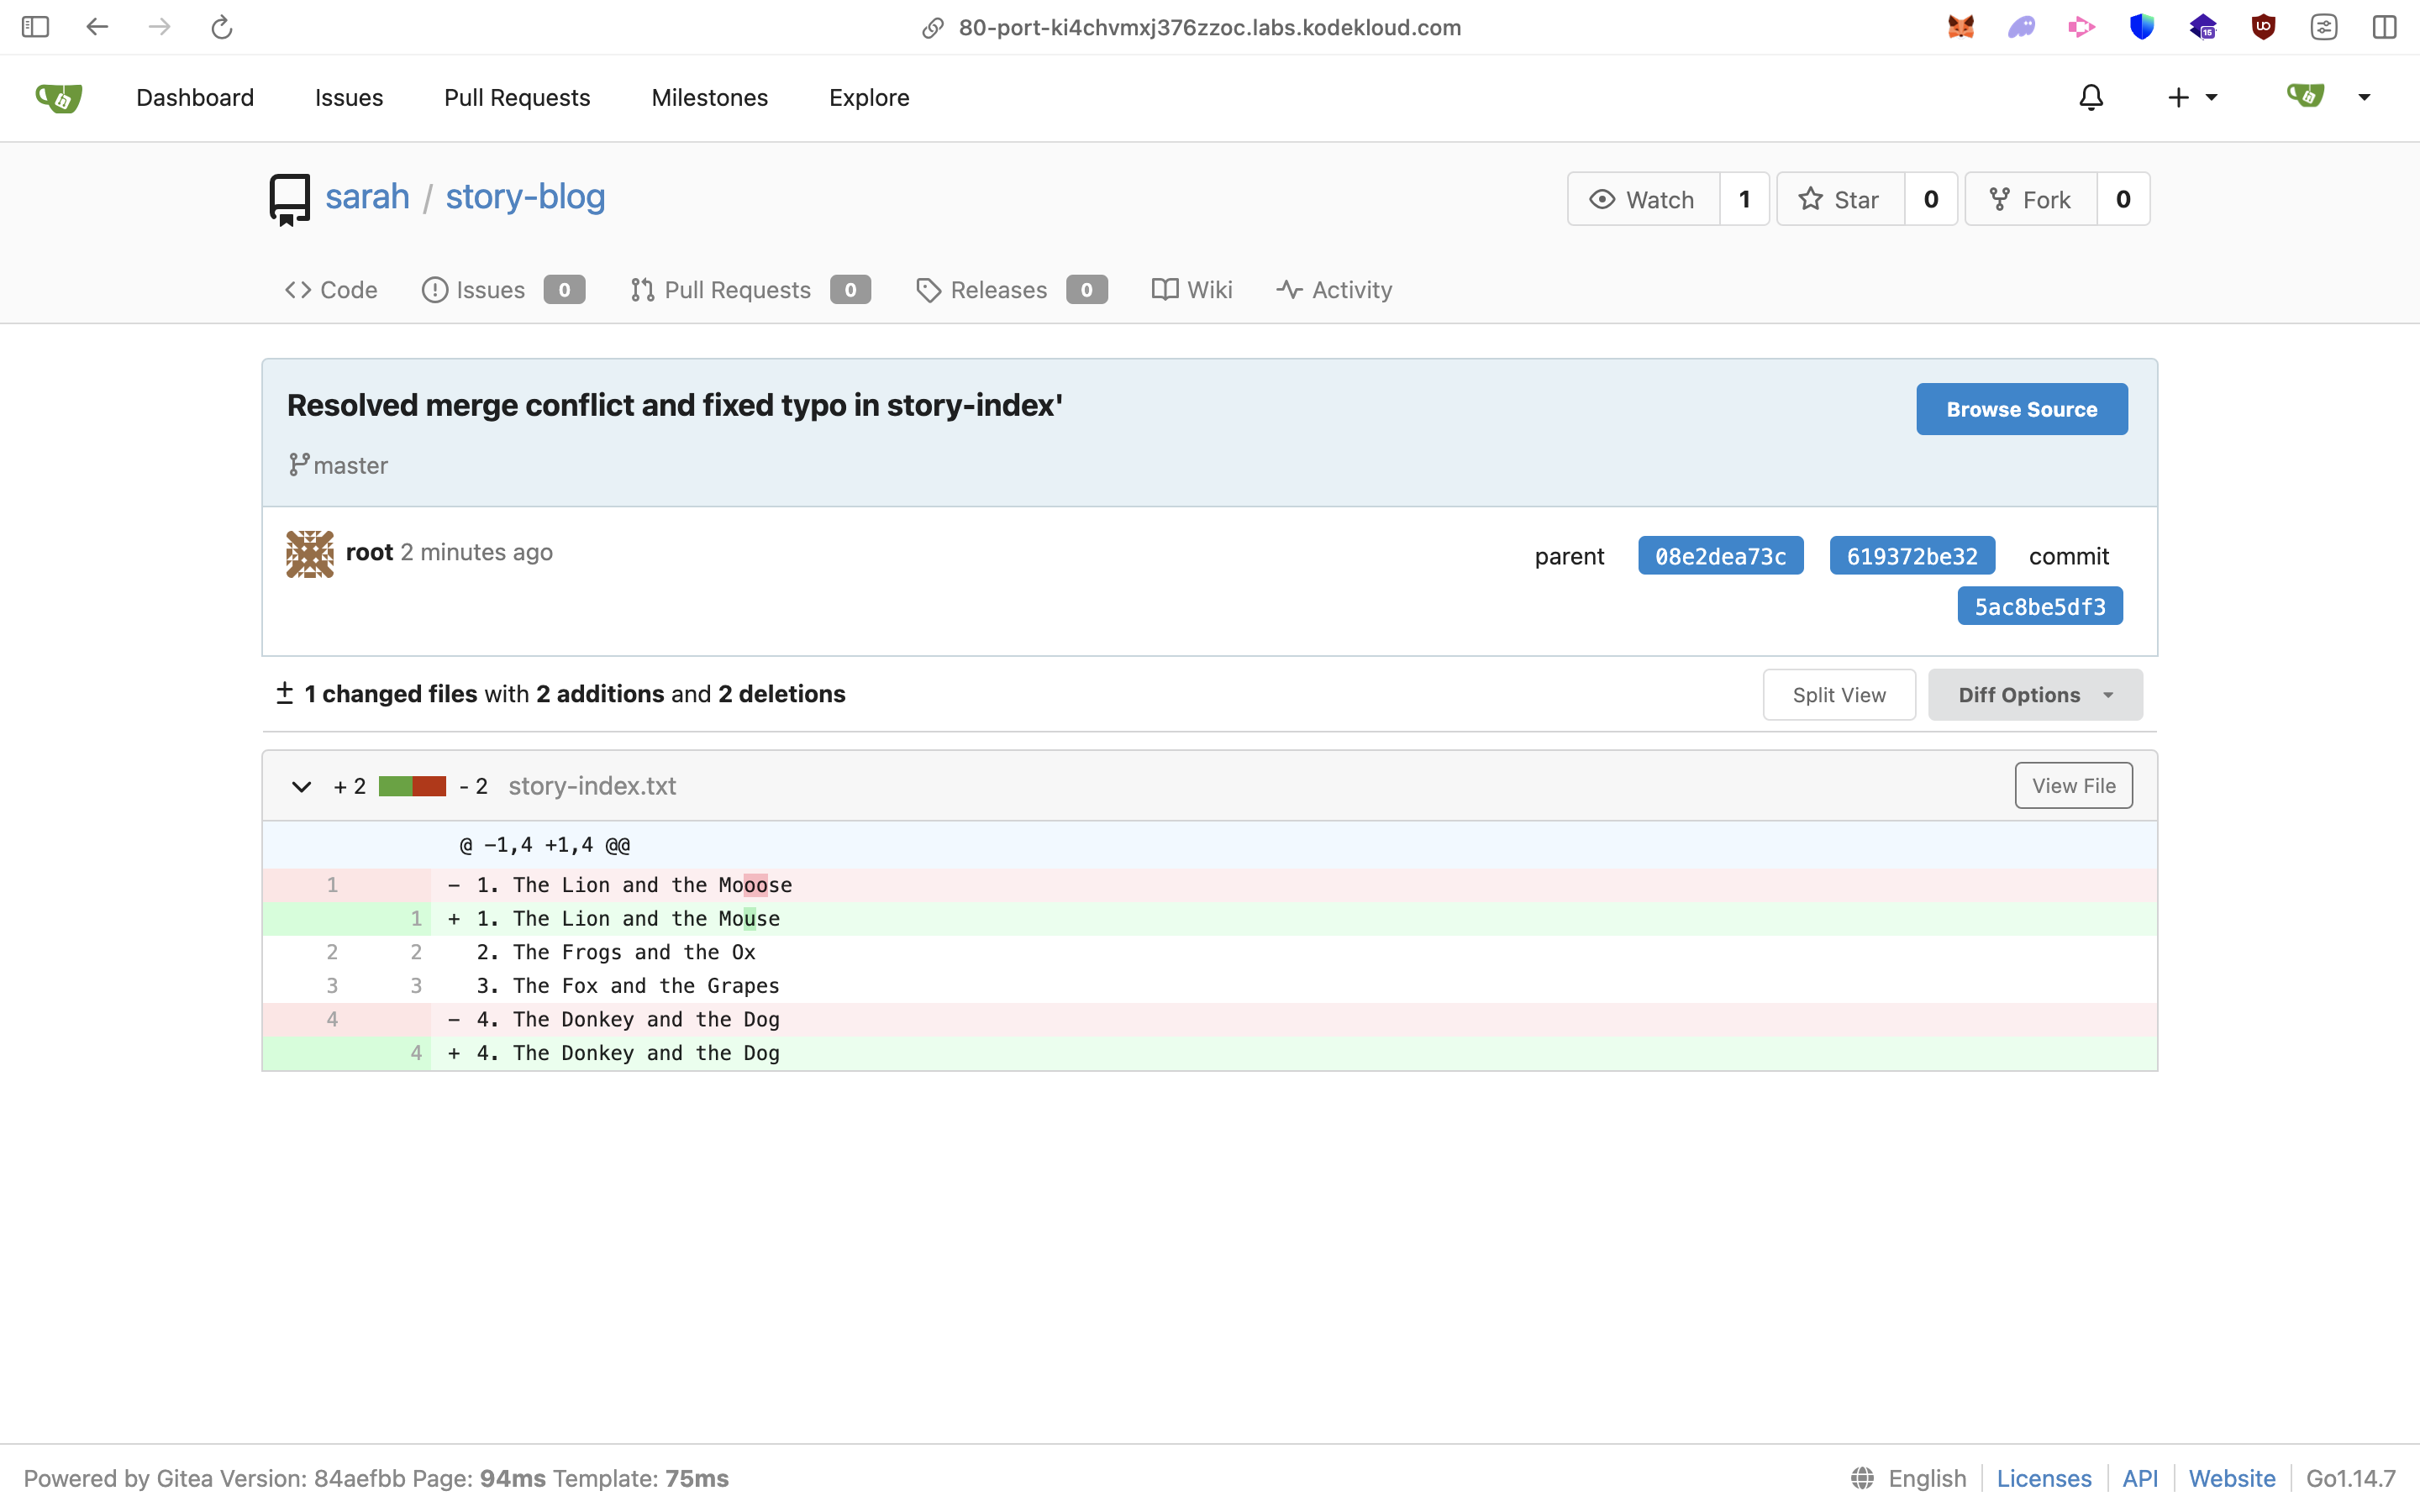 80-port-ki4chvmxj376zzoc.labs.kodekloud.com
15
Dashboard Issues Pull Requests Milestones Explore
sarah / story-blog
Watch 1 Star 0 Fork 0
Code Issues 0 Pull Requests 0 Releases 0 Wiki Activity
Resolved merge conflict and fixed typo in story-index'
Browse Source
master
root 2 minutes ago
parent 08e2dea73c 619372be32 commit
5ac8be5df3
± 1 changed files with 2 additions and 2 deletions
Split View Diff Options
+ 2 - 2 story-index.txt View File
@ -1,4 +1,4 @@
1 - 1. The Lion and the Mooose
1 + 1. The Lion and the Mouse
2 2 2. The Frogs and the Ox
3 3 3. The Fox and the Grapes
4 - 4. The Donkey and the Dog
4 + 4. The Donkey and the Dog
Powered by Gitea Version: 84aefbb Page: 94ms Template: 75ms
English Licenses API Website Go1.14.7